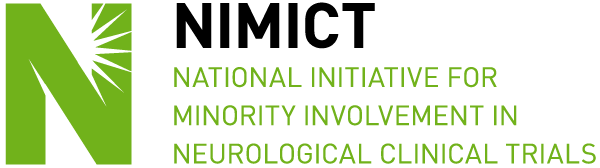 N
NIMICT
NATIONAL INITIATIVE FOR
MINORITY INVOLVEMENT IN
NEUROLOGICAL CLINICAL TRIALS